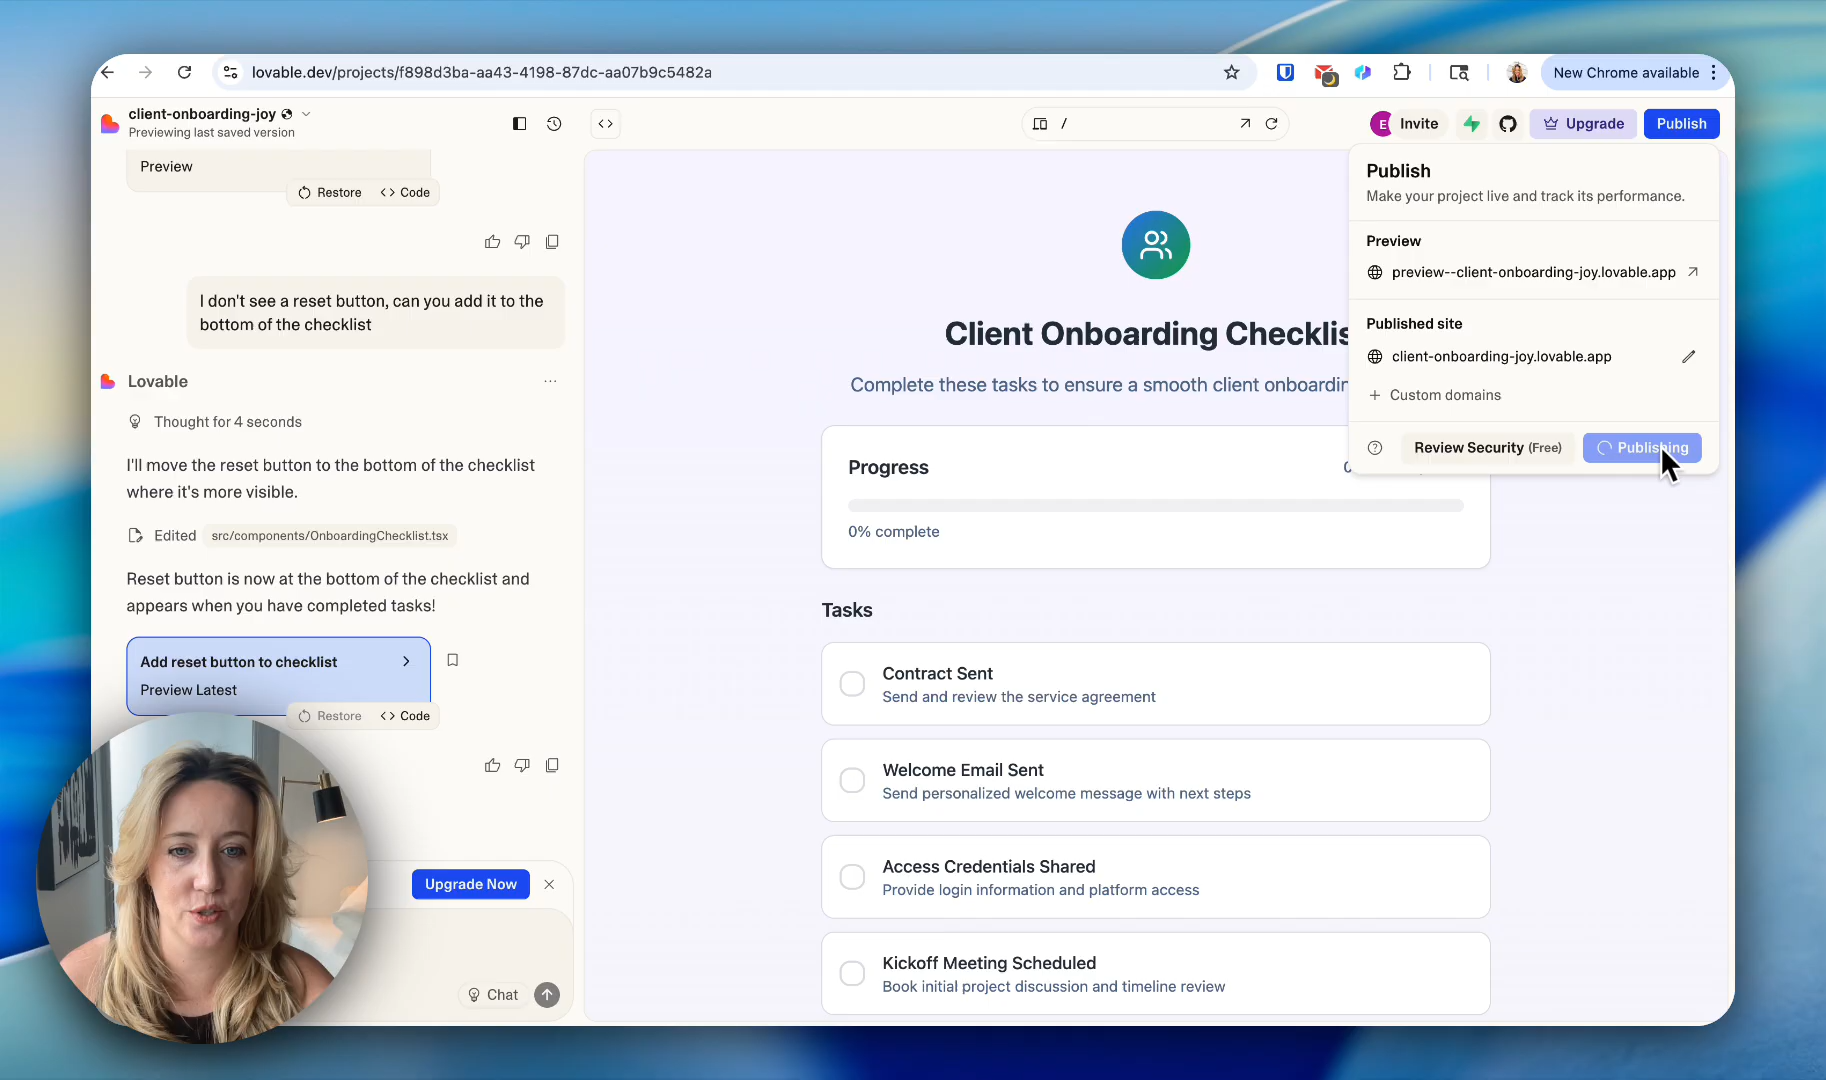 lovable.dev/projects/f898d3ba-aa43-4198-87dc-aa07b9c5482a
New Chrome available
client-onboarding-joy
Previewing last saved version
/
E
Invite
Upgrade
Publish
Preview
Restore
Code
I don't see a reset button, can you add it to the
bottom of the checklist
Lovable
Thought for 4 seconds
I'll move the reset button to the bottom of the checklist
where it's more visible.
Edited
src/components/OnboardingChecklist.tsx
Reset button is now at the bottom of the checklist and
appears when you have completed tasks!
Add reset button to checklist
Preview Latest
Restore
Code
Upgrade Now
Chat
Client Onboarding Checklis
Complete these tasks to ensure a smooth client onboardin
Progress
0% complete
Tasks
Contract Sent
Send and review the service agreement
Welcome Email Sent
Send personalized welcome message with next steps
Access Credentials Shared
Provide login information and platform access
Kickoff Meeting Scheduled
Book initial project discussion and timeline review
Publish
Make your project live and track its performance.
Preview
preview--client-onboarding-joy.lovable.app
Published site
client-onboarding-joy.lovable.app
Custom domains
Review Security (Free)
Publishing